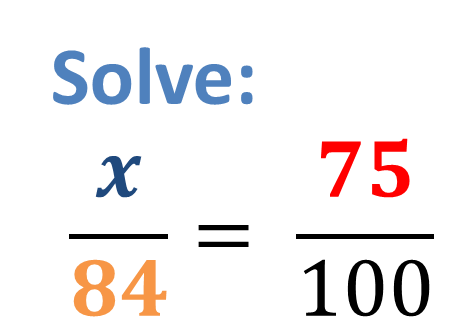 Solve:
x/84 = 75/100